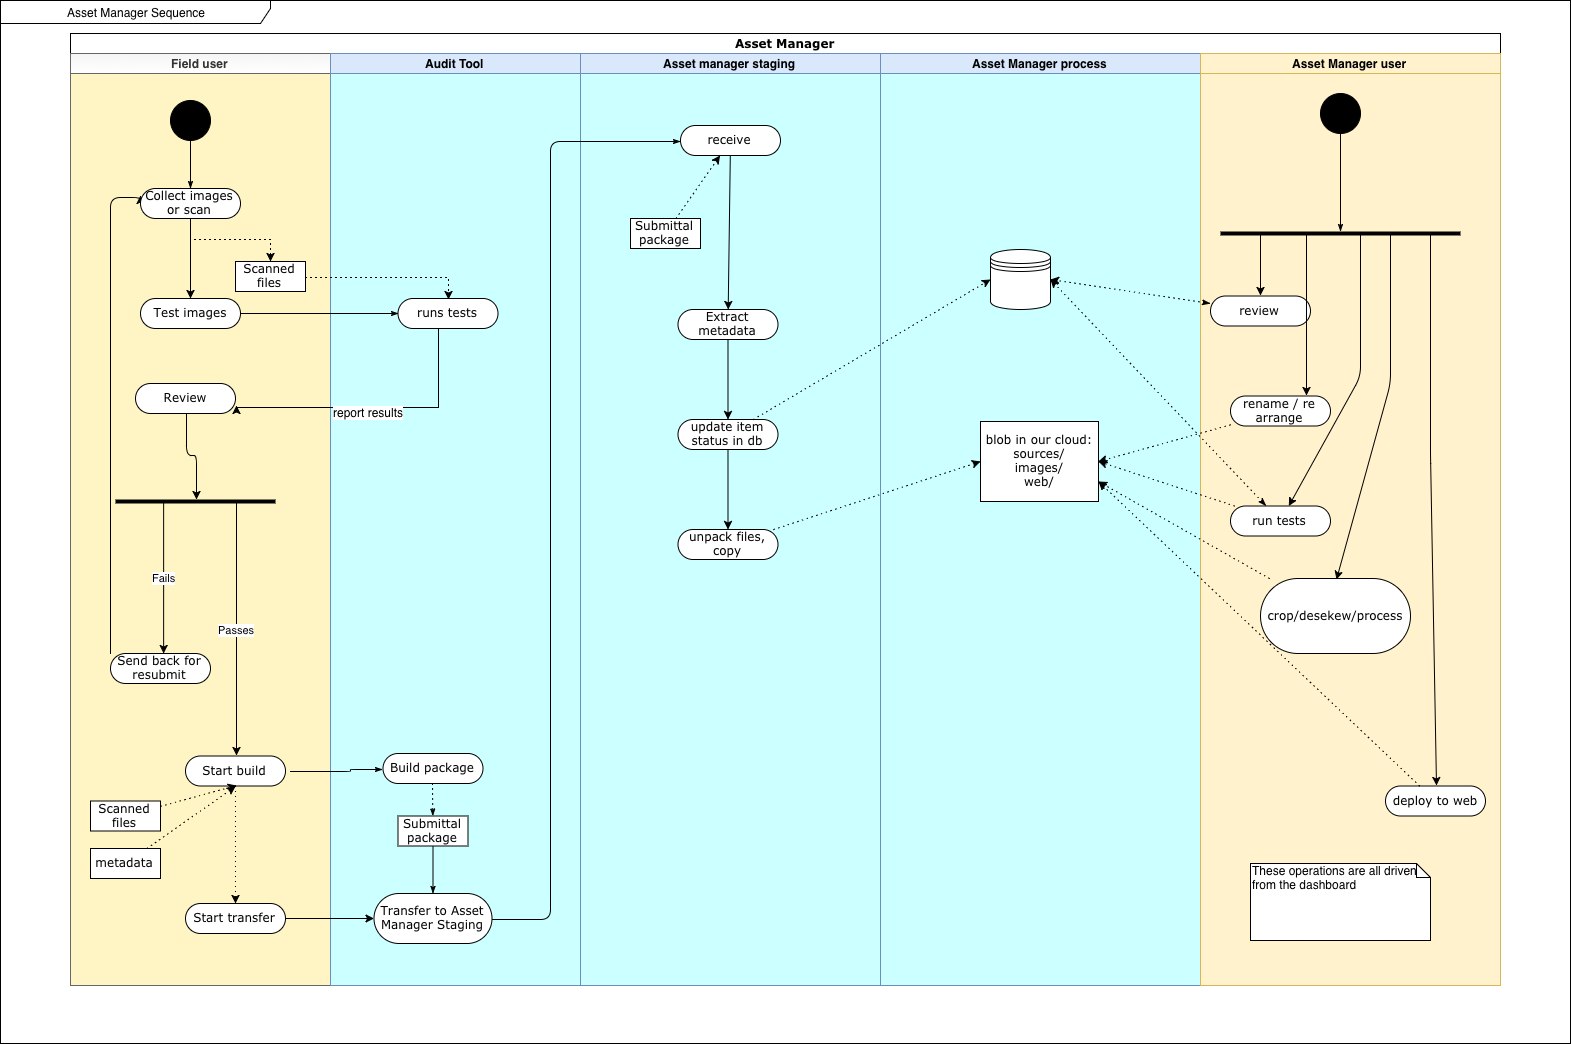 Asset Manager Sequence
Asset Manager
Field user
Audit Tool
Asset manager staging
Asset Manager process
Asset Manager user
Collect images
or scan
Scanned
files
Test images
runs tests
Review
report results
Fails
Passes
Send back for
resubmit
Start build
Scanned
files
metadata
Start transfer
Build package
Submittal
package
Transfer to Asset
Manager Staging
receive
Submittal
package
Extract
metadata
update item
status in db
unpack files,
copy
blob in our cloud:
sources/
images/
web/
review
rename / re
arrange
run tests
crop/desekew/process
deploy to web
These operations are all driven
from the dashboard